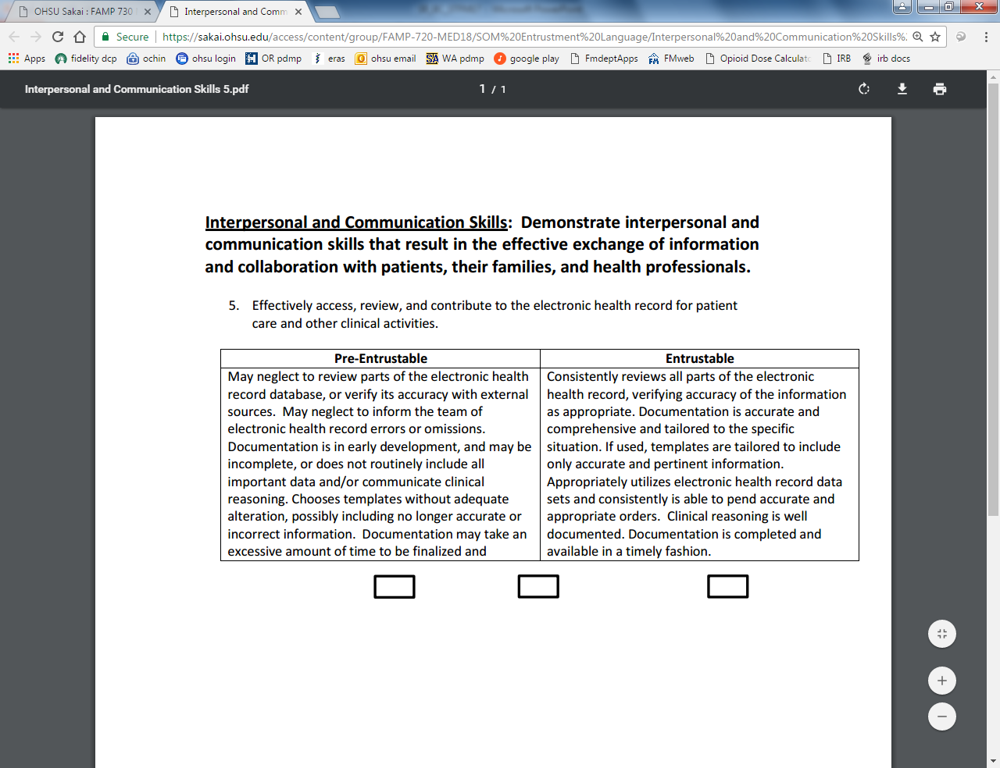 OHSU Sakai : FAMP 730
Interpersonal and Comm
Secure
https://sakai.ohsu.edu/access/content/group/FAMP-720-MED18/SOM%20Entrustment%20Language/Interpersonal%20and%20Communication%20Skills%
Apps
fidelity dcp
ochin
ohsu login
OR pdmp
eras
ohsu email
WA pdmp
google play
FmdeptApps
FMweb
Opioid Dose Calculat
IRB
irb docs
Interpersonal and Communication Skills 5.pdf
1 / 1
Interpersonal and Communication Skills: Demonstrate interpersonal and
communication skills that result in the effective exchange of information
and collaboration with patients, their families, and health professionals.
5. Effectively access, review, and contribute to the electronic health record for patient
care and other clinical activities.
Pre-Entrustable
May neglect to review parts of the electronic health
record database, or verify its accuracy with external
sources. May neglect to inform the team of
electronic health record errors or omissions.
Documentation is in early development, and may be
incomplete, or does not routinely include all
important data and/or communicate clinical
reasoning. Chooses templates without adequate
alteration, possibly including no longer accurate or
incorrect information. Documentation may take an
excessive amount of time to be finalized and
Entrustable
Consistently reviews all parts of the electronic
health record, verifying accuracy of the information
as appropriate. Documentation is accurate and
comprehensive and tailored to the specific
situation. If used, templates are tailored to include
only accurate and pertinent information.
Appropriately utilizes electronic health record data
sets and consistently is able to pend accurate and
appropriate orders. Clinical reasoning is well
documented. Documentation is completed and
available in a timely fashion.